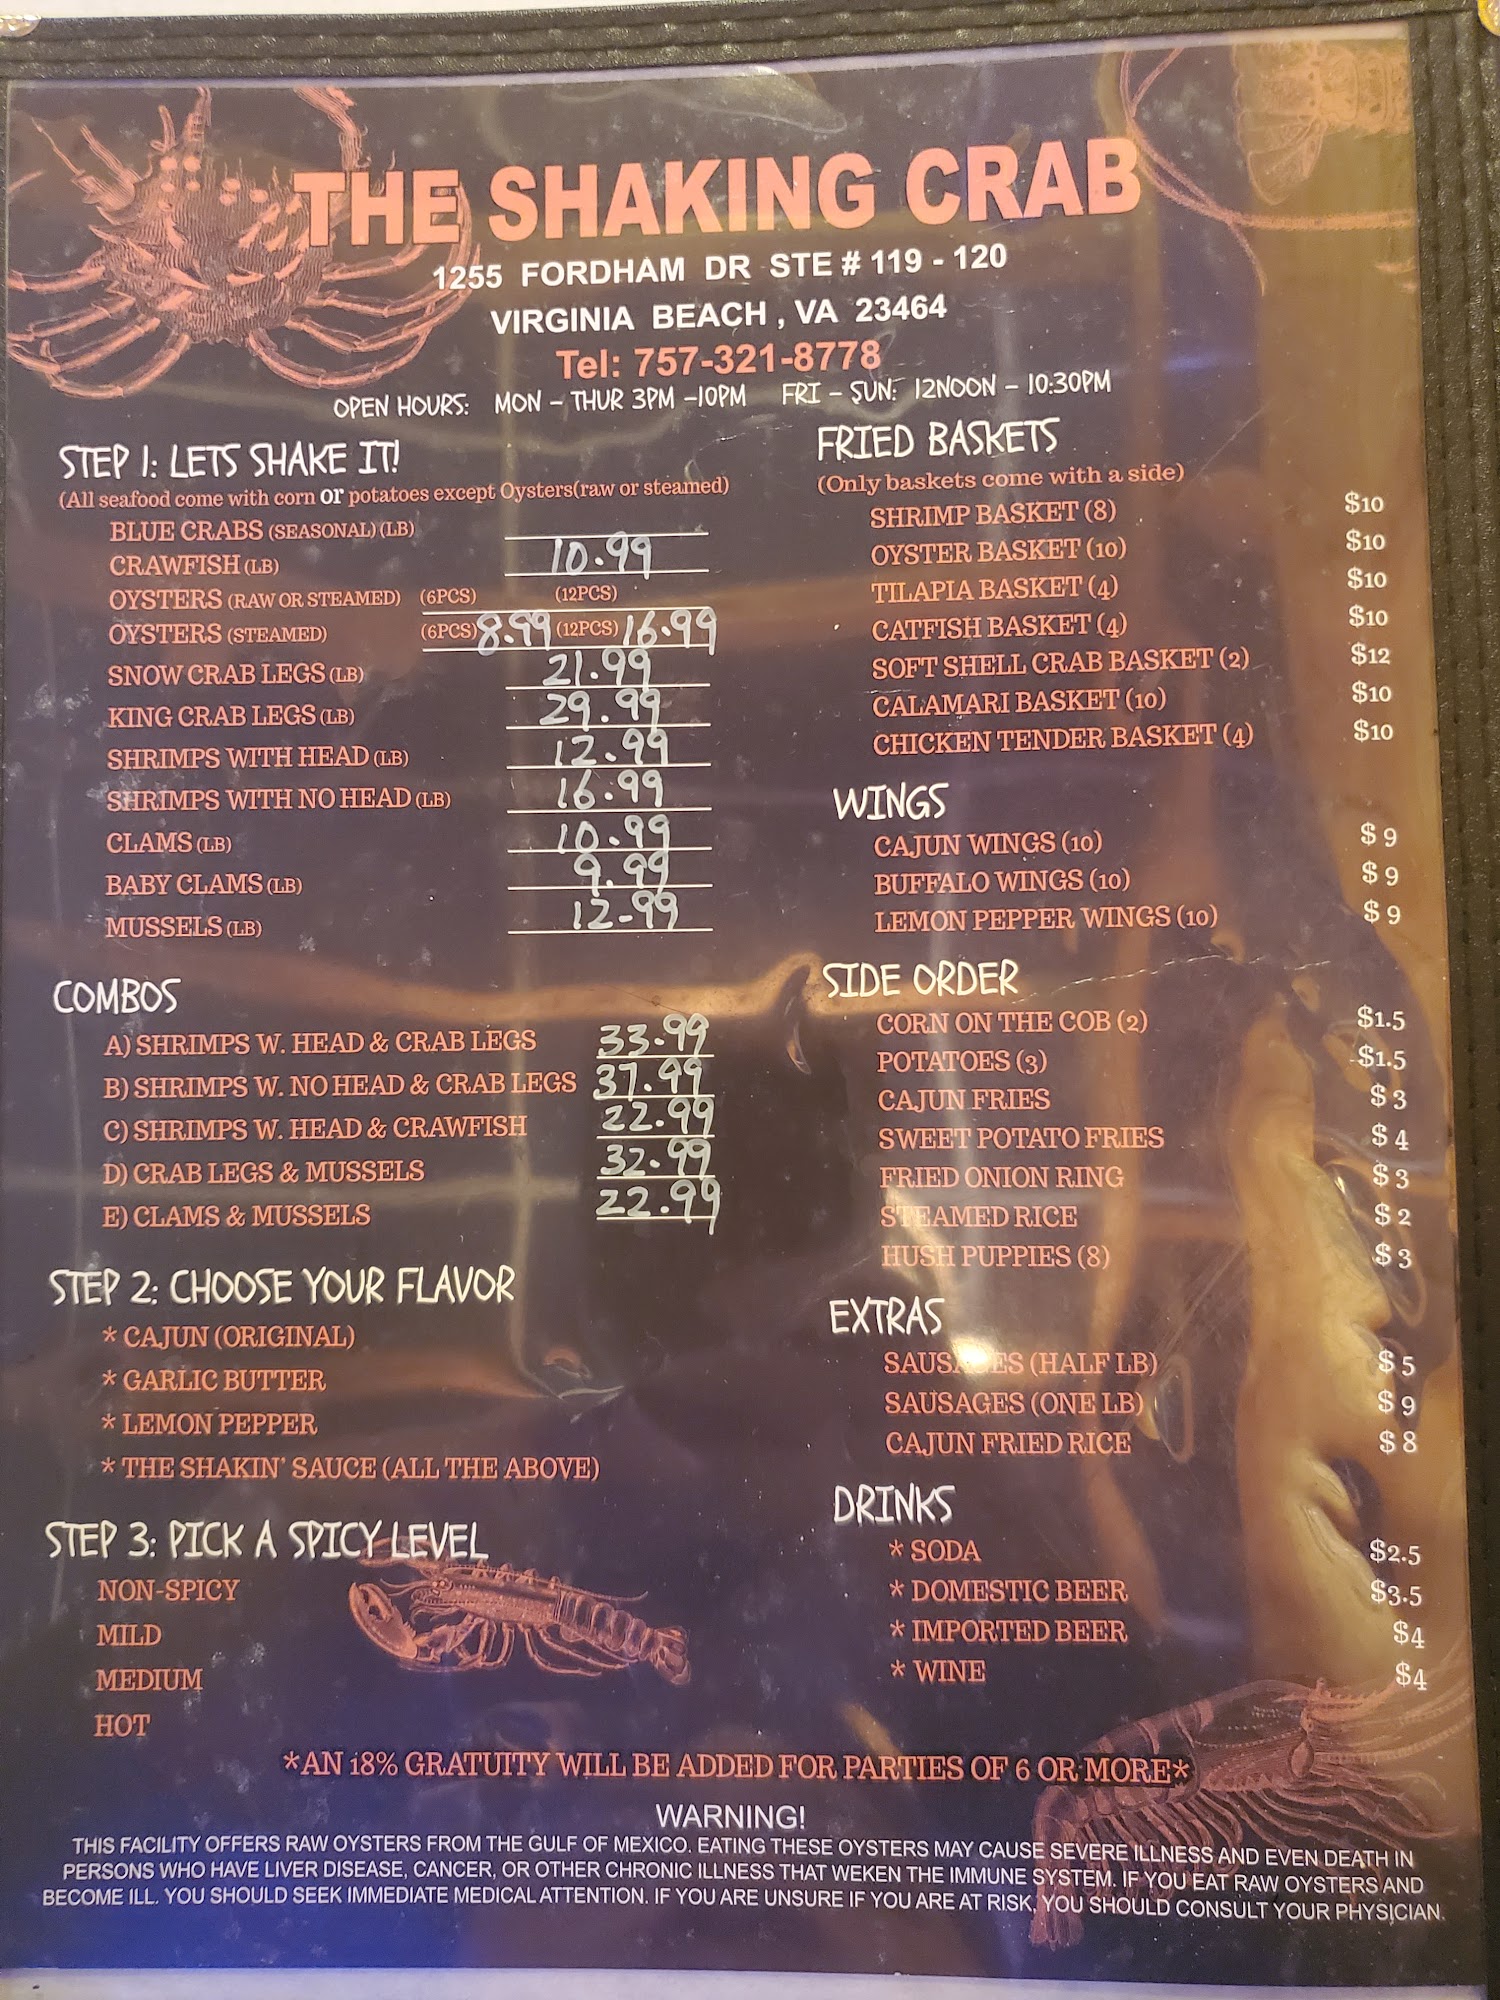 THE SHAKING CRAB
1255 FORDHAM DR STE # 119 - 120
VIRGINIA BEACH , VA 23464
Tel: 757-321-8778
OPEN HOURS: MON - THUR 3PM -10PM FRI - SUN: 12NOON - 10:30PM
STEP 1: LETS SHAKE IT!
(All seafood come with corn or potatoes except Oysters(raw or steamed)
BLUE CRABS (SEASONAL) (LB)
CRAWFISH (LB) 10.99
OYSTERS (RAW OR STEAMED) (6PCS) (12PCS)
OYSTERS (STEAMED) (6PCS) 8.99 (12PCS) 16.99
SNOW CRAB LEGS (LB) 21.99
KING CRAB LEGS (LB) 29.99
SHRIMPS WITH HEAD (LB) 12.99
SHRIMPS WITH NO HEAD (LB) 16.99
CLAMS (LB) 10.99
BABY CLAMS (LB) 9.99
MUSSELS (LB) 12-99
COMBOS
A) SHRIMPS W. HEAD & CRAB LEGS 33.99
B) SHRIMPS W. NO HEAD & CRAB LEGS 37.99
C) SHRIMPS W. HEAD & CRAWFISH 22.99
D) CRAB LEGS & MUSSELS 32.99
E) CLAMS & MUSSELS 22.99
STEP 2: CHOOSE YOUR FLAVOR
* CAJUN (ORIGINAL)
* GARLIC BUTTER
* LEMON PEPPER
* THE SHAKIN' SAUCE (ALL THE ABOVE)
STEP 3: PICK A SPICY LEVEL
NON-SPICY
MILD
MEDIUM
HOT
FRIED BASKETS
(Only baskets come with a side)
SHRIMP BASKET (8) $10
OYSTER BASKET (10) $10
TILAPIA BASKET (4) $10
CATFISH BASKET (4) $10
SOFT SHELL CRAB BASKET (2) $12
CALAMARI BASKET (10) $10
CHICKEN TENDER BASKET (4) $10
WINGS
CAJUN WINGS (10) $ 9
BUFFALO WINGS (10) $ 9
LEMON PEPPER WINGS (10) $ 9
SIDE ORDER
CORN ON THE COB (2) $1.5
POTATOES (3) $1.5
CAJUN FRIES $ 3
SWEET POTATO FRIES $ 4
FRIED ONION RING $ 3
STEAMED RICE $ 2
HUSH PUPPIES (8) $ 3
EXTRAS
SAUSAGES (HALF LB) $ 5
SAUSAGES (ONE LB) $ 9
CAJUN FRIED RICE $ 8
DRINKS
* SODA $2.5
* DOMESTIC BEER $3.5
* IMPORTED BEER $4
* WINE $4
*AN 18% GRATUITY WILL BE ADDED FOR PARTIES OF 6 OR MORE*
WARNING!
THIS FACILITY OFFERS RAW OYSTERS FROM THE GULF OF MEXICO. EATING THESE OYSTERS MAY CAUSE SEVERE ILLNESS AND EVEN DEATH IN
PERSONS WHO HAVE LIVER DISEASE, CANCER, OR OTHER CHRONIC ILLNESS THAT WEKEN THE IMMUNE SYSTEM. IF YOU EAT RAW OYSTERS AND
BECOME ILL. YOU SHOULD SEEK IMMEDIATE MEDICAL ATTENTION. IF YOU ARE UNSURE IF YOU ARE AT RISK, YOU SHOULD CONSULT YOUR PHYSICIAN.